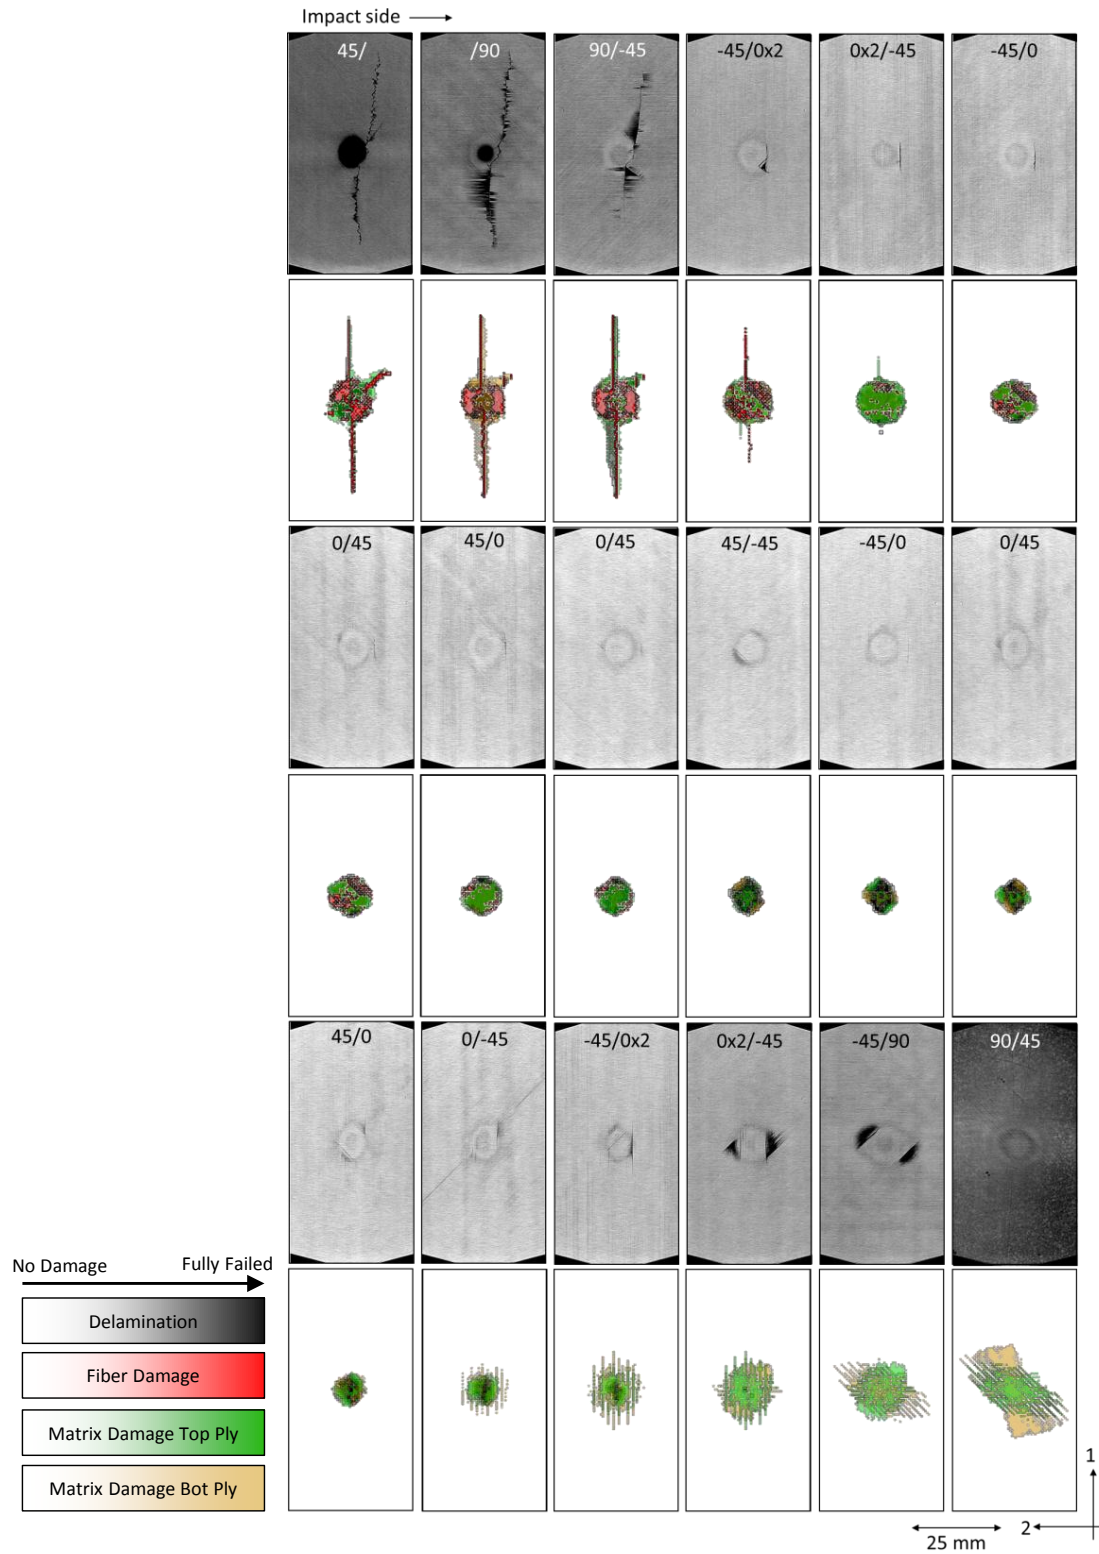 Impact side
45/
/90
90/-45
-45/0x2
0x2/-45
-45/0
0/45
45/0
0/45
45/-45
-45/0
0/45
45/0
0/-45
-45/0x2
0x2/-45
-45/90
90/45
No Damage
Fully Failed
Delamination
Fiber Damage
Matrix Damage Top Ply
Matrix Damage Bot Ply
1
2
25 mm